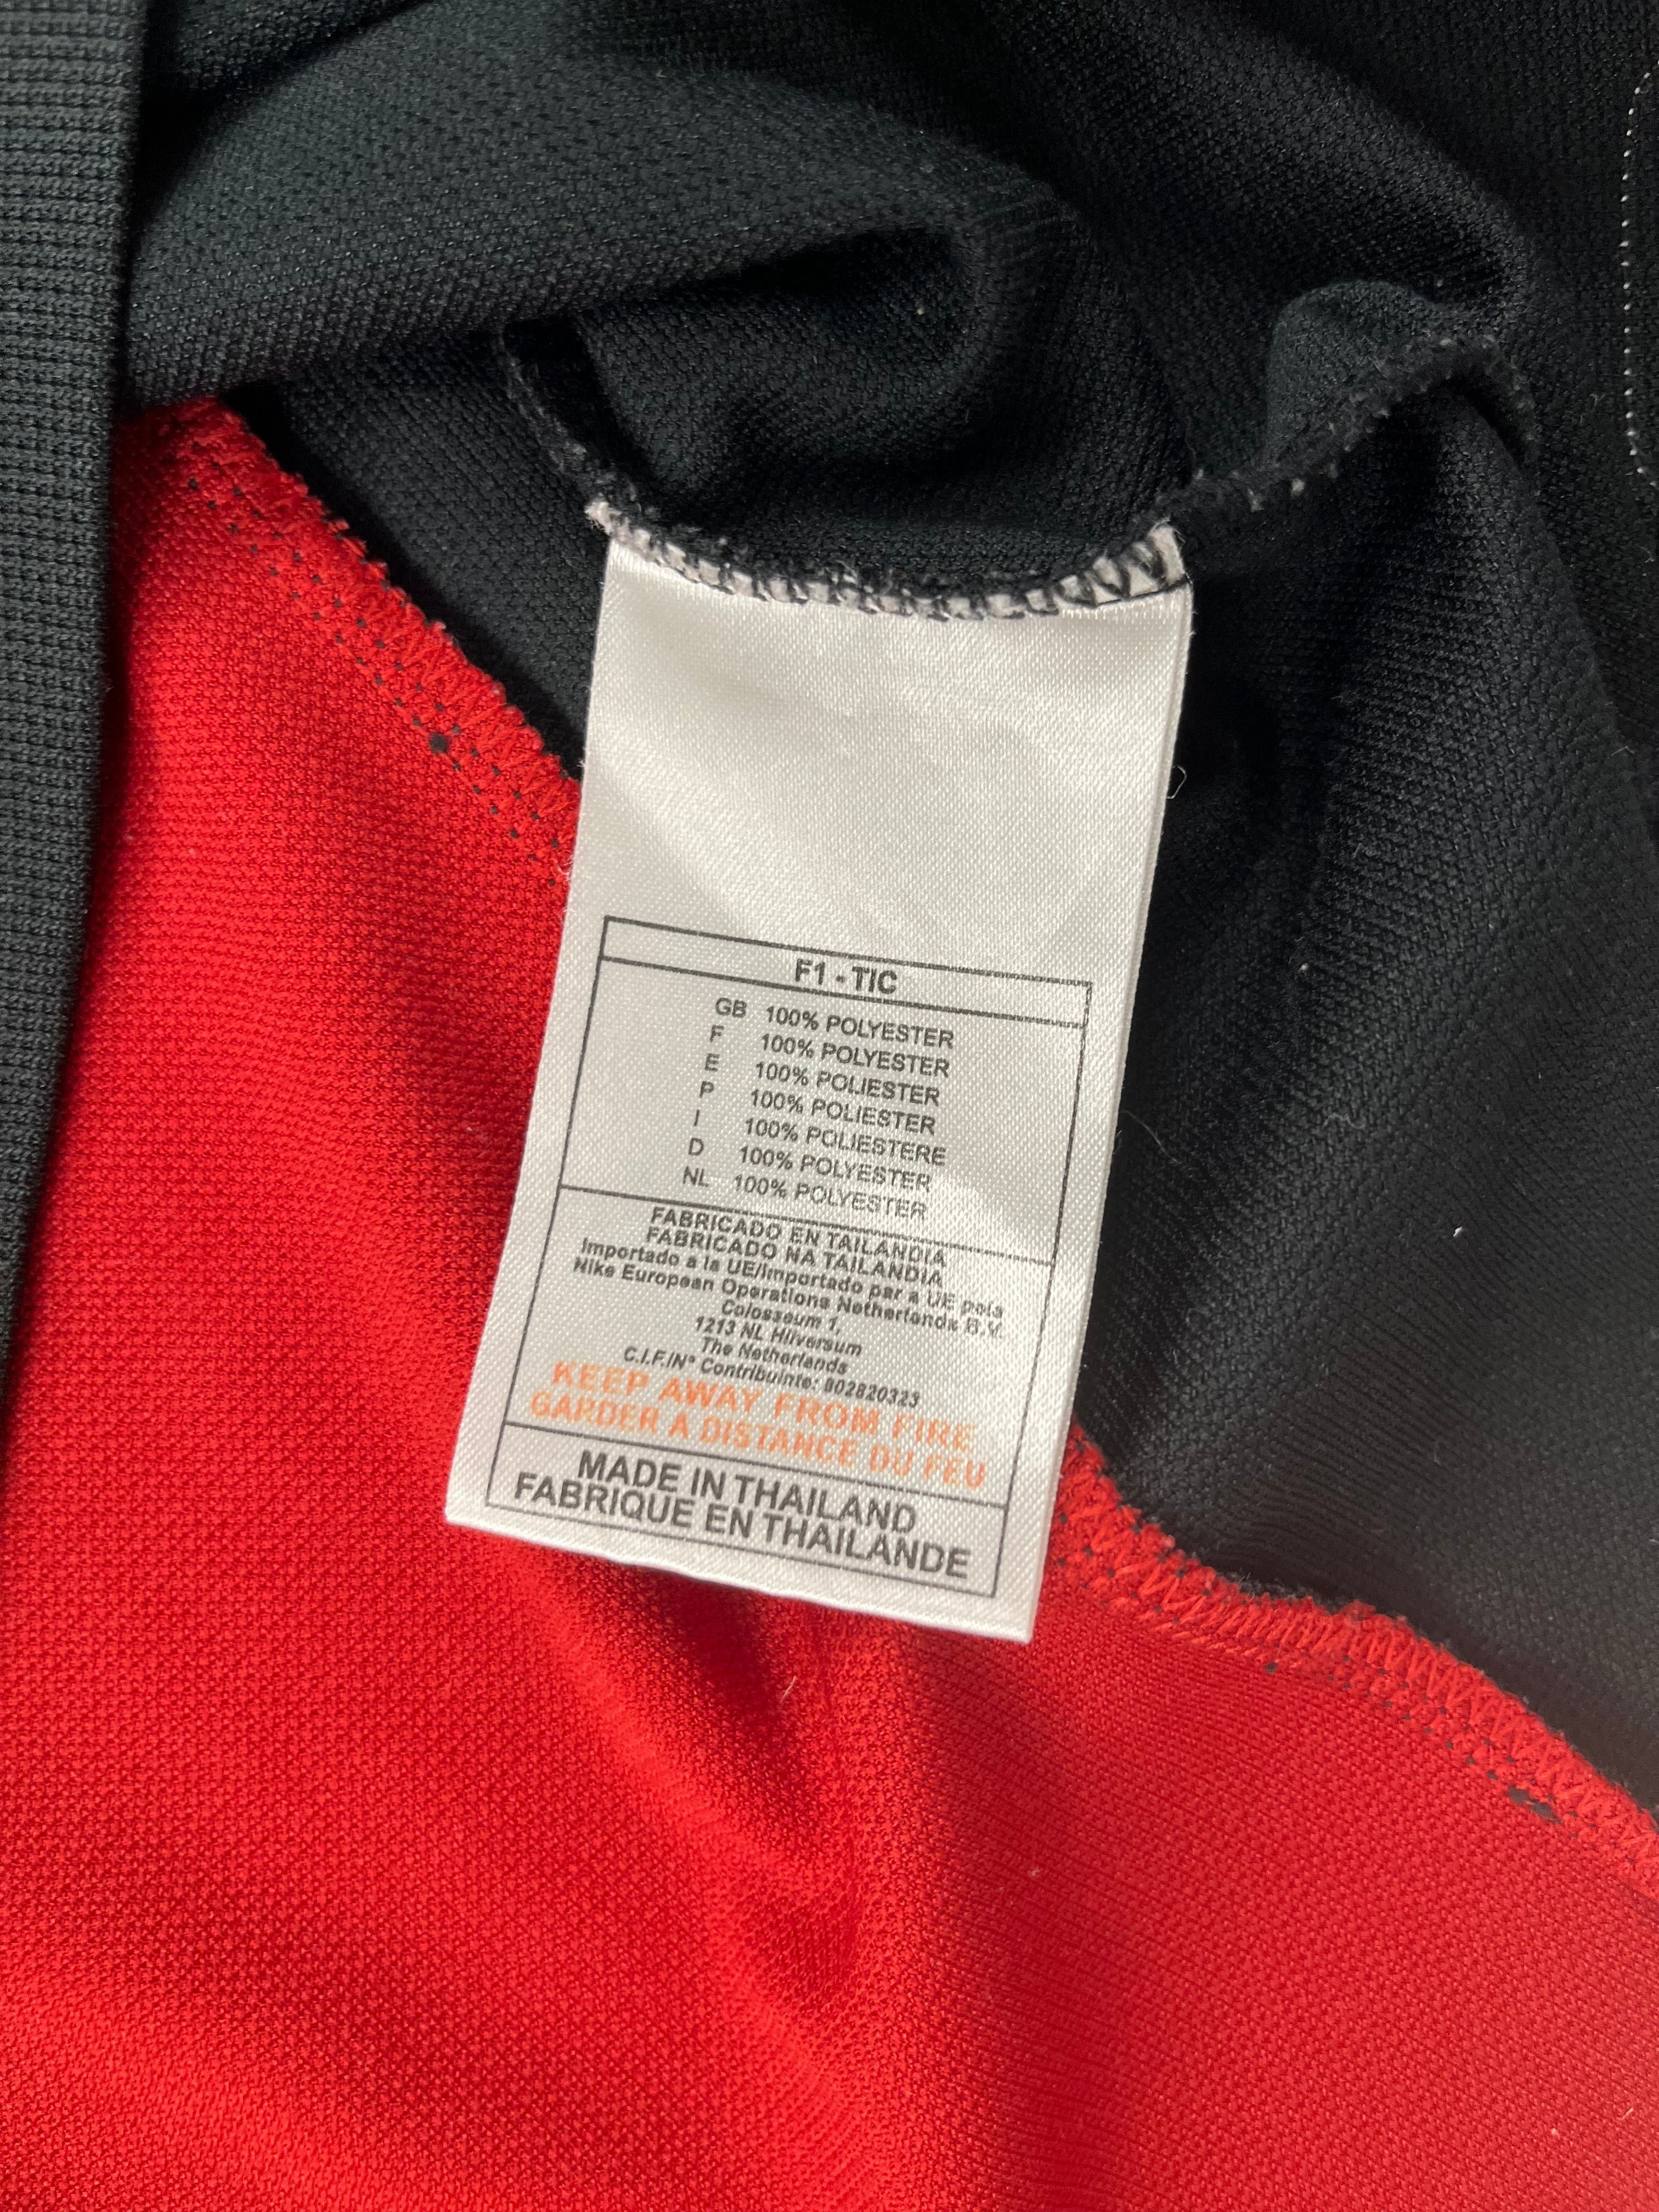 F1 - TIC
GB 100% POLYESTER
F 100% POLYESTER
E 100% POLIESTER
P 100% POLIESTER
I 100% POLIESTERE
D 100% POLYESTER
NL 100% POLYESTER
FABRICADO EN TAILANDIA
FABRICADO NA TAILANDIA
Importado a la UE/Importado par a UE pela
Nike European Operations Netherlands B.V.
Colosseum 1,
1213 NL Hilversum
The Netherlands
C.I.F./N° Contribuinte: 802820323
KEEP AWAY FROM FIRE
GARDER A DISTANCE DU FEU
MADE IN THAILAND
FABRIQUE EN THAILANDE